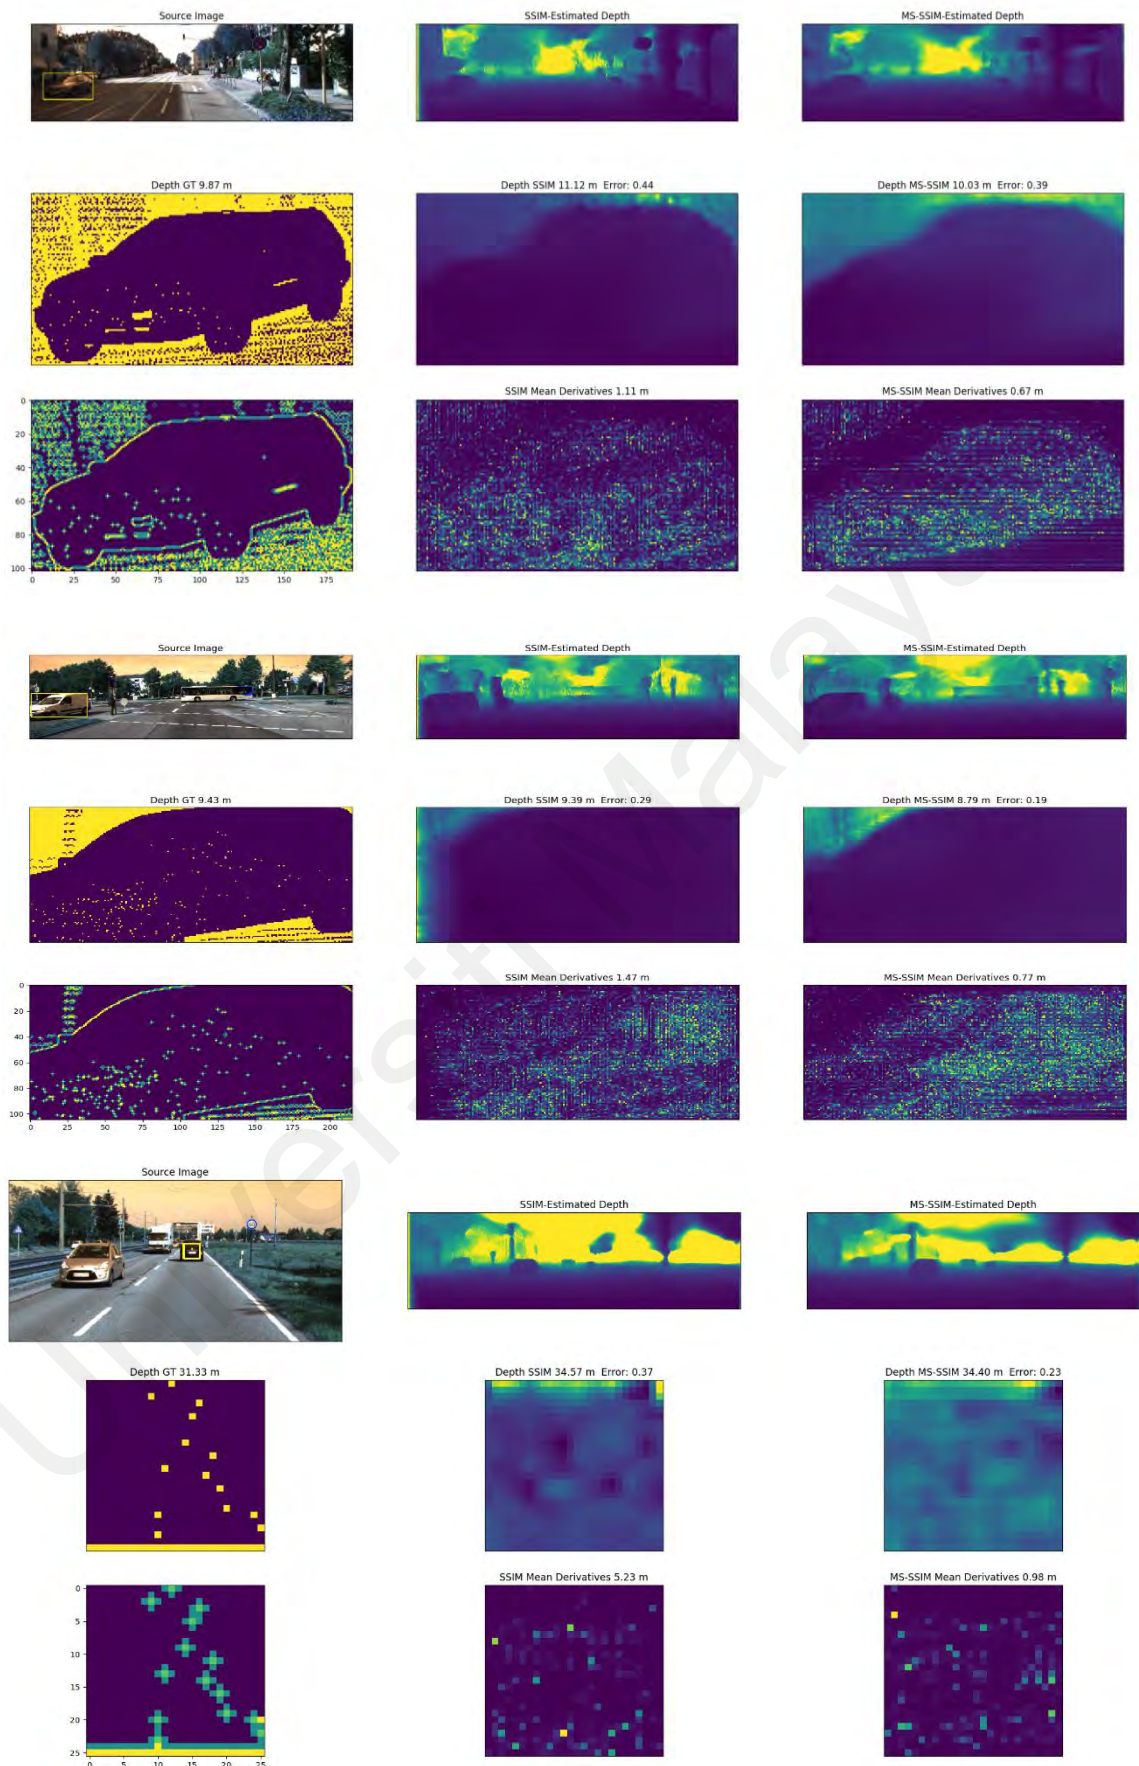 Source Image
SSIM-Estimated Depth
MS-SSIM-Estimated Depth
Depth GT 9.87 m
Depth SSIM 11.12 m Error: 0.44
Depth MS-SSIM 10.03 m Error: 0.39
SSIM Mean Derivatives 1.11 m
MS-SSIM Mean Derivatives 0.67 m
0
20
40
60
80
100
0 25 50 75 100 125 150 175
Source Image
SSIM-Estimated Depth
MS-SSIM-Estimated Depth
Depth GT 9.43 m
Depth SSIM 9.39 m Error: 0.29
Depth MS-SSIM 8.79 m Error: 0.19
SSIM Mean Derivatives 1.47 m
MS-SSIM Mean Derivatives 0.77 m
0
20
40
60
80
100
0 25 50 75 100 125 150 175 200
Source Image
SSIM-Estimated Depth
MS-SSIM-Estimated Depth
Depth GT 31.33 m
Depth SSIM 34.57 m Error: 0.37
Depth MS-SSIM 34.40 m Error: 0.23
SSIM Mean Derivatives 5.23 m
MS-SSIM Mean Derivatives 0.98 m
0
5
10
15
20
25
0 5 10 15 20 25
Universiti Malaya